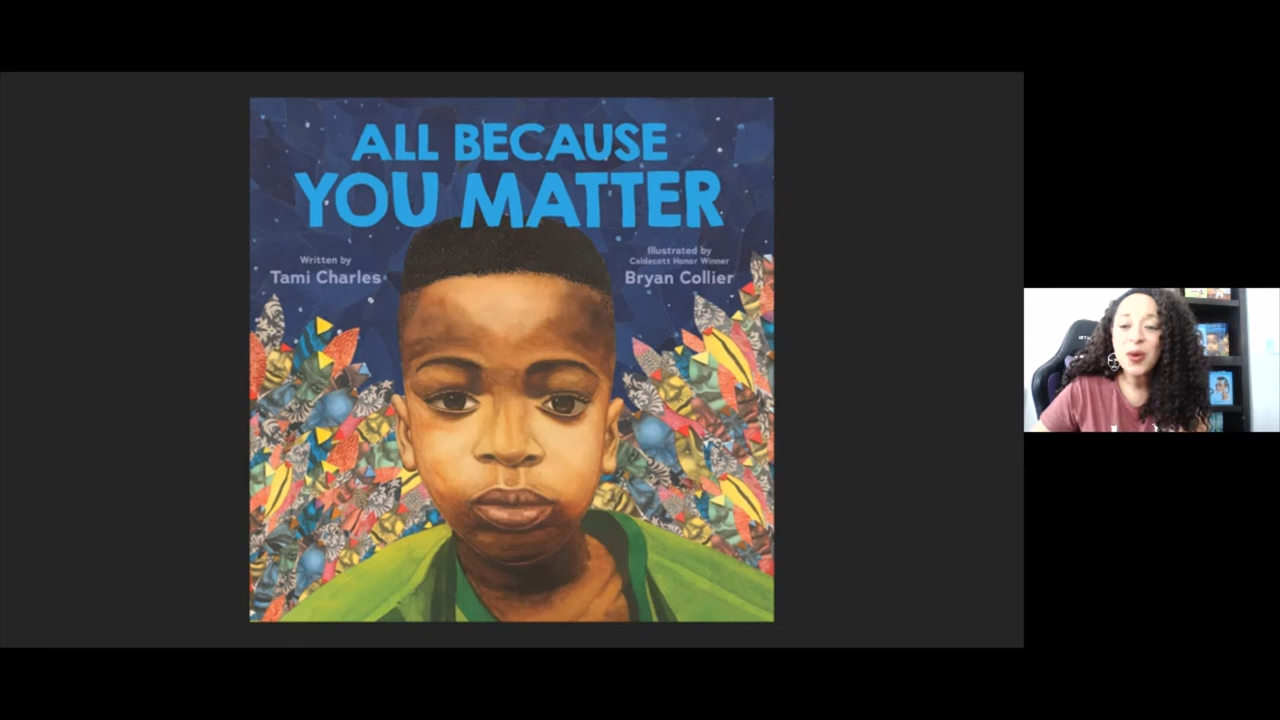 ALL BECAUSE
YOU MATTER
Written by
Tami Charles
Illustrated by
Caldecott Honor Winner
Bryan Collier